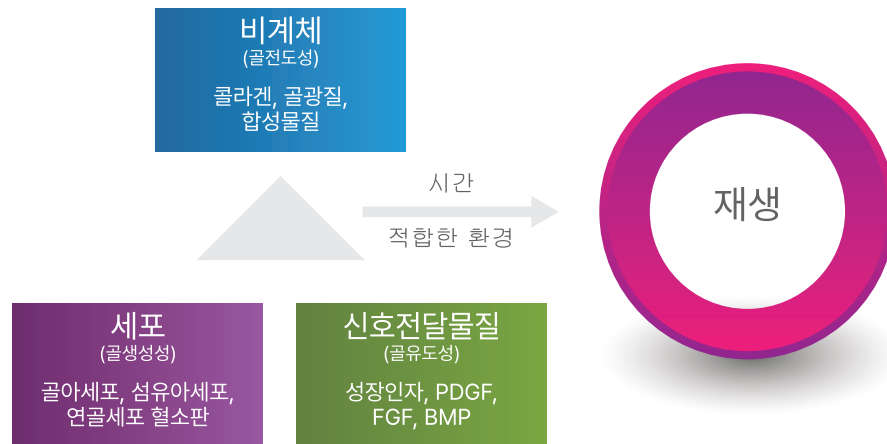 비계체
(골전도성)
콜라겐, 골광질,
합성물질
시간
적합한 환경
재생
세포
(골생성성)
골아세포, 섬유아세포,
연골세포 혈소판
신호전달물질
(골유도성)
성장인자, PDGF,
FGF, BMP